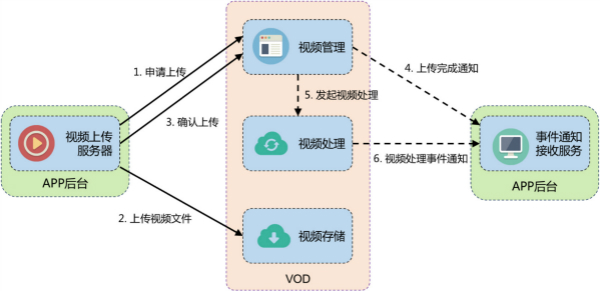 视频管理
1. 申请上传
4. 上传完成通知
5. 发起视频处理
3. 确认上传
视频上传
服务器
视频处理
事件通知
接收服务
6. 视频处理事件通知
APP后台
APP后台
2. 上传视频文件
视频存储
VOD